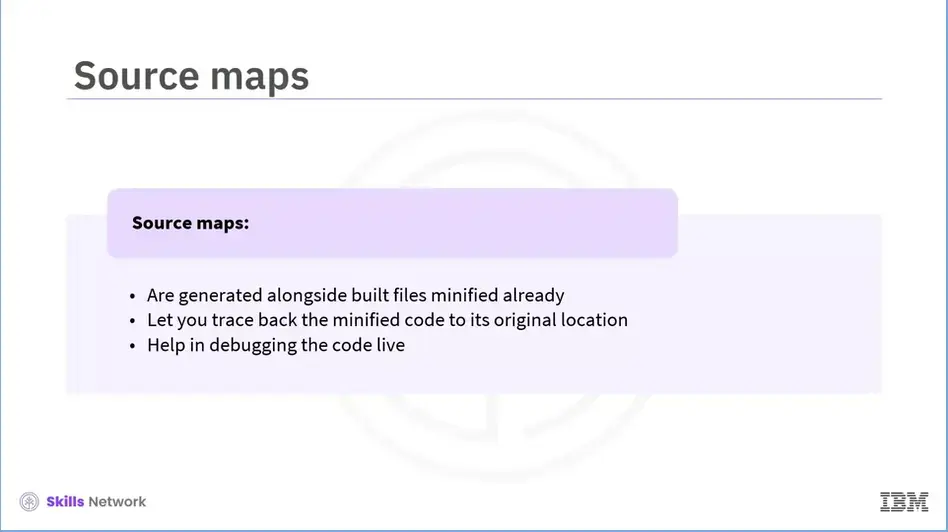 Source maps
Source maps:
• Are generated alongside built files minified already
• Let you trace back the minified code to its original location
• Help in debugging the code live
Skills Network
IBM